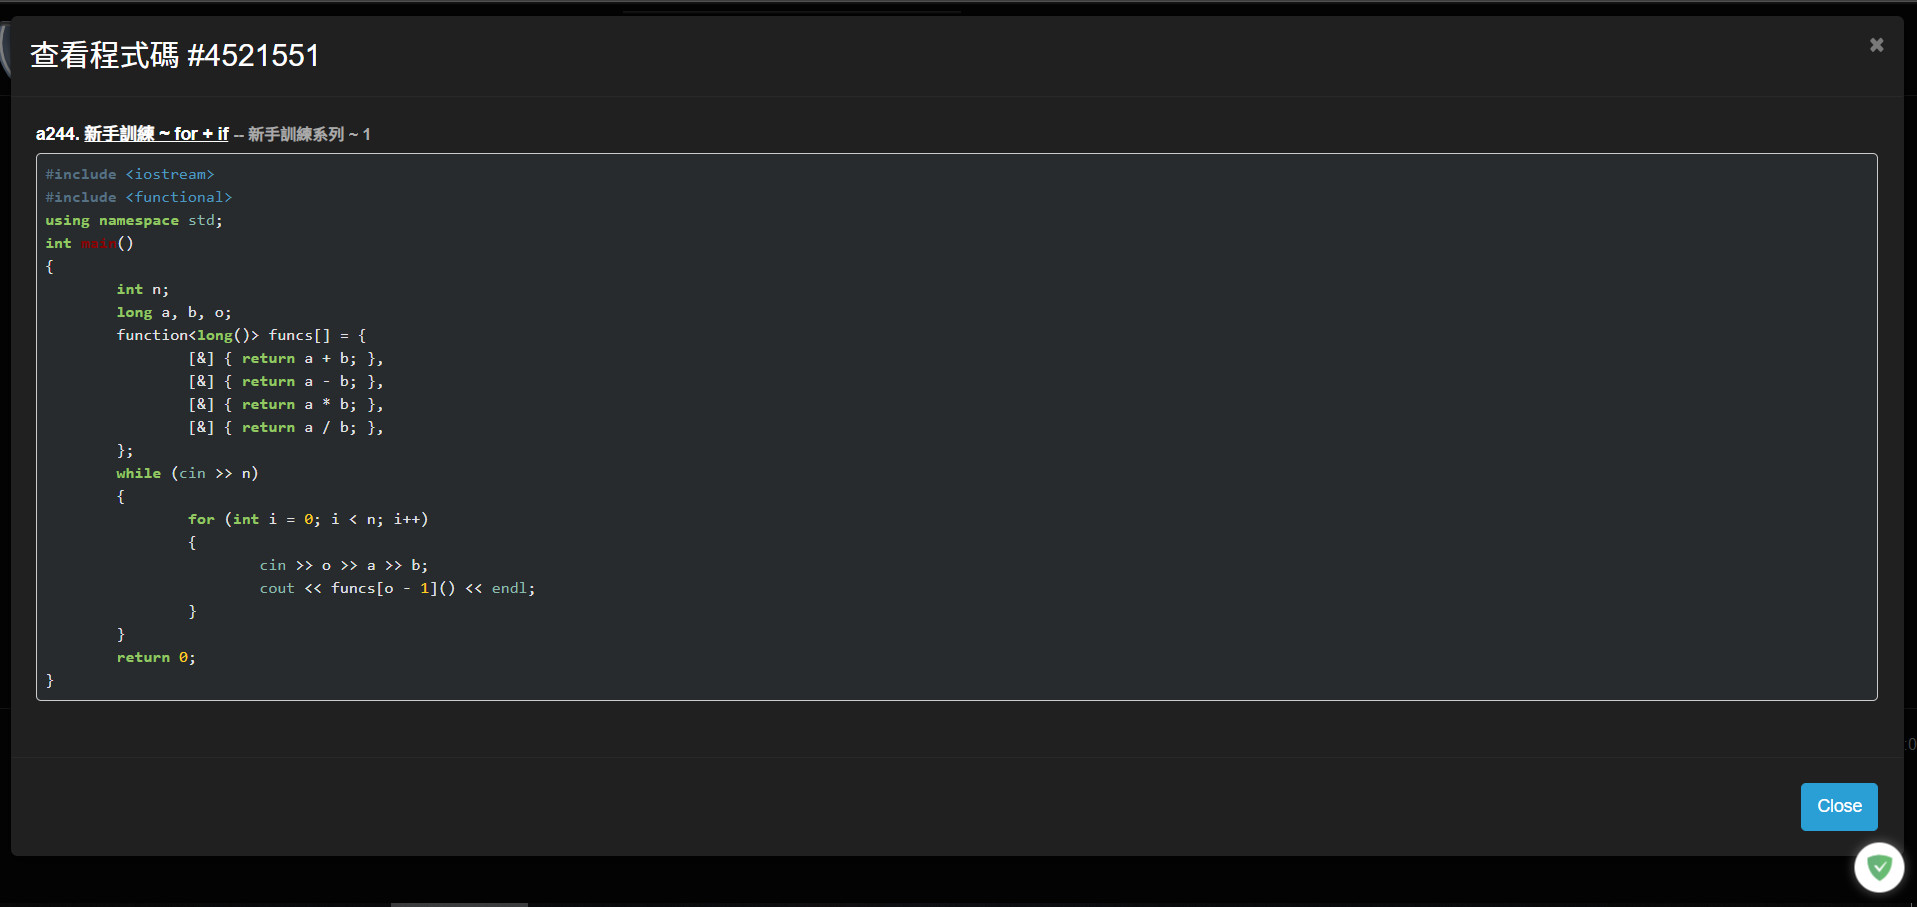 查看程式碼 #4521551
✖
a244. 新手訓練 ~ for + if -- 新手訓練系列 ~ 1
#include <iostream>
#include <functional>
using namespace std;
int main()
{
        int n;
        long a, b, o;
        function<long()> funcs[] = {
                [&] { return a + b; },
                [&] { return a - b; },
                [&] { return a * b; },
                [&] { return a / b; },
        };
        while (cin >> n)
        {
                for (int i = 0; i < n; i++)
                {
                        cin >> o >> a >> b;
                        cout << funcs[o - 1]() << endl;
                }
        }
        return 0;
}
Close